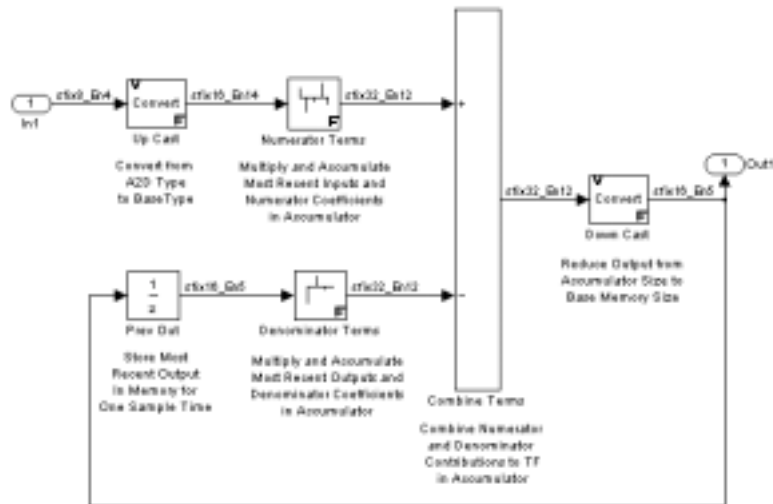 1
In1
sfix8_En4
V
Convert
F
Up Cast
Convert from
A2D Type
to BaseType
sfix16_En14
F
Numerator Terms
Multiply and Accumulate
Most Recent Inputs and
Numerator Coefficients
in Accumulator
sfix32_En12
+
sfix32_En12
V
Convert
F
Down Cast
Reduce Output from
Accumulator Size to
Base Memory Size
sfix16_En5
1
Out1
1
z
Prev Out
Store Most
Recent Output
In Memory for
One Sample Time
sfix16_En5
F
Denominator Terms
Multiply and Accumulate
Most Recent Outputs and
Denominator Coefficients
in Accumulator
sfix32_En12
−
Combine Terms
Combine Numerator
and Denominator
Contributions to TF
in Accumulator